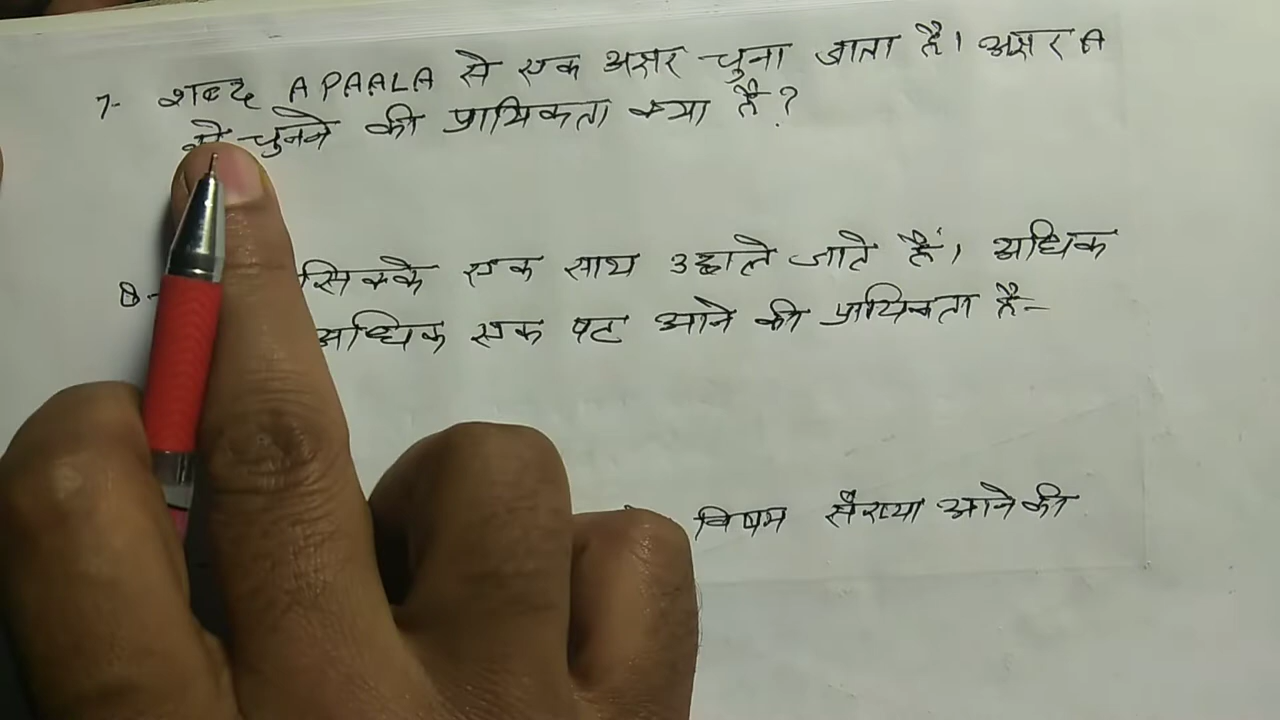 7- शब्द APAALA से एक अक्षर चुना जाता है। अक्षर A
को चुनने की प्रायिकता क्या है?
8- सिक्के एक साथ उछाले जाते हैं, अधिक
अधिक एक पट आने की प्रायिकता है-
विषम संख्या आने की